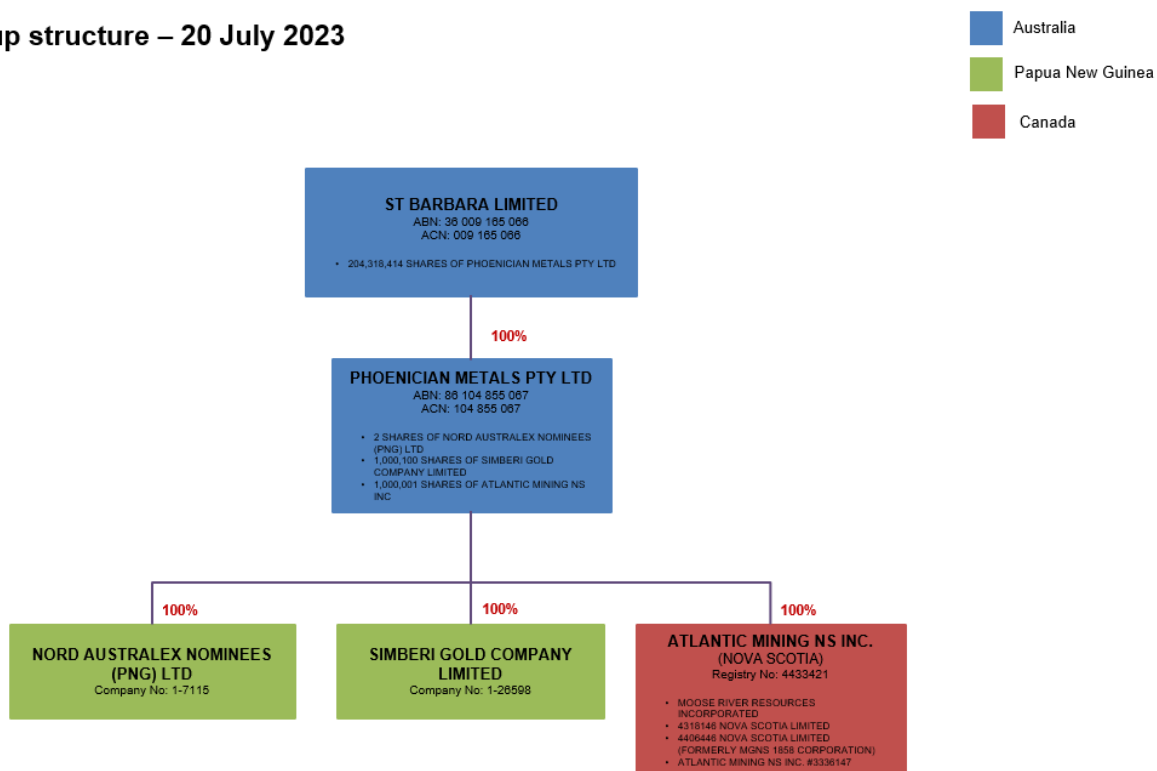 up structure – 20 July 2023
Australia
Papua New Guinea
Canada
ST BARBARA LIMITED
ABN: 36 009 165 066
ACN: 009 165 066
• 204,318,414 SHARES OF PHOENICIAN METALS PTY LTD
100%
PHOENICIAN METALS PTY LTD
ABN: 86 104 855 067
ACN: 104 855 067
• 2 SHARES OF NORD AUSTRALEX NOMINEES
(PNG) LTD
• 1,000,100 SHARES OF SIMBERI GOLD
COMPANY LIMITED
• 1,000,001 SHARES OF ATLANTIC MINING NS
INC
100%
100%
100%
NORD AUSTRALEX NOMINEES
(PNG) LTD
Company No: 1-7115
SIMBERI GOLD COMPANY
LIMITED
Company No: 1-26598
ATLANTIC MINING NS INC.
(NOVA SCOTIA)
Registry No: 4433421
• MOOSE RIVER RESOURCES
INCORPORATED
• 4318146 NOVA SCOTIA LIMITED
• 4406446 NOVA SCOTIA LIMITED
(FORMERLY MGNS 1858 CORPORATION)
• ATLANTIC MINING NS INC. #3336147